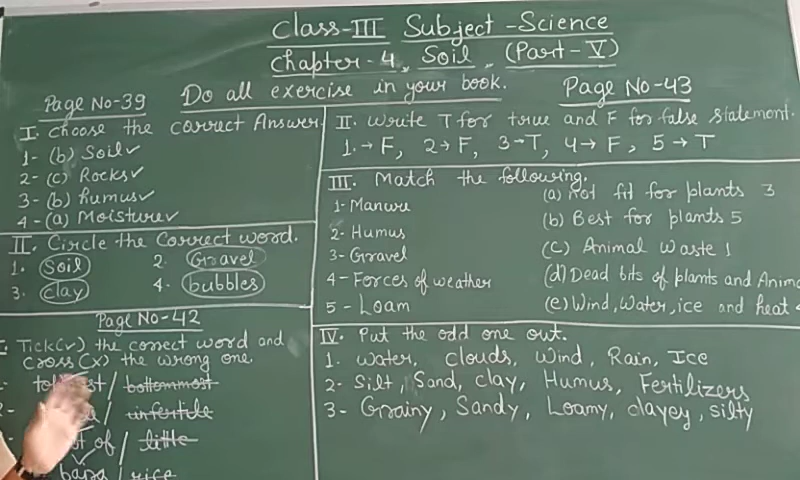 Class-III Subject-Science
Chapter-4, Soil, (Part-V)
Do all exercise in your book.
Page No-39
I. Choose the correct Answer.
1- (b) Soil✓
2- (c) Rocks✓
3- (b) humus✓
4- (a) Moisture✓
II. Circle the correct word.
1. Soil 2. Gravel
3. clay 4. bubbles
Page No-42
I. Tick(✓) the correct word and
cross(x) the wrong one.
/ bottommost
/ infertile
of / little
/ rice
Page No-43
II. Write T for true and F for false statement.
1.→ F, 2→ F, 3→T, 4→ F, 5→ T
III. Match the following.
1- Manure (a) Not fit for plants 3
2- Humus (b) Best for plants 5
3- Gravel (c) Animal waste 1
4- Forces of weather (d) Dead bits of plants and
5- Loam (e) Wind, Water, ice and heat
IV. Put the odd one out.
1. Water, Clouds, Wind, Rain, Ice
2- Silt, Sand, clay, Humus, Fertilizers
3- Grainy, Sandy, Loamy, clayey, silty